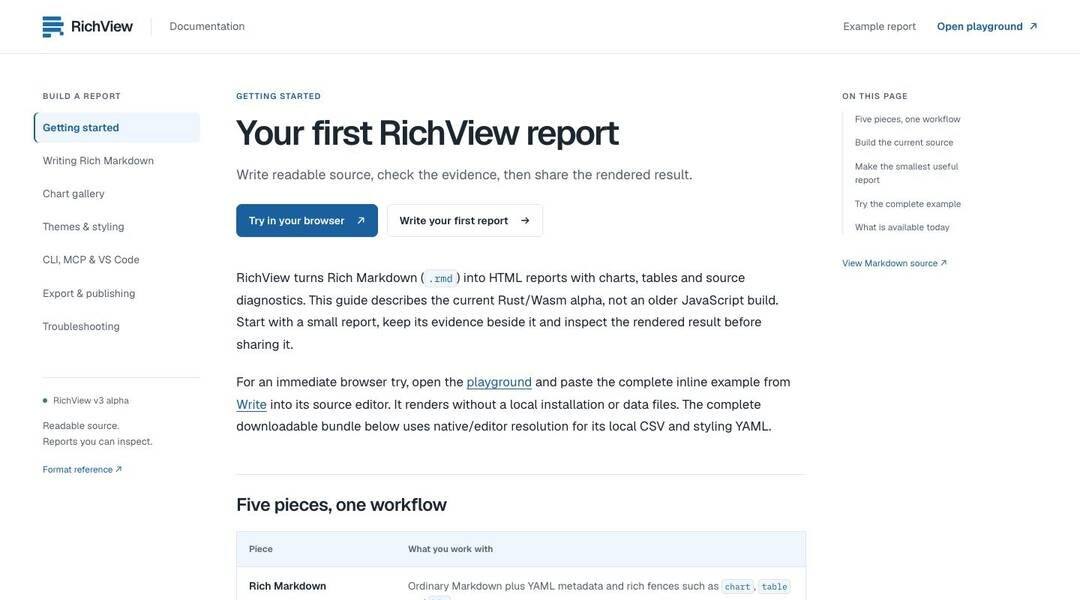 RichView
Documentation
Example report
Open playground ↗
BUILD A REPORT
Getting started
Writing Rich Markdown
Chart gallery
Themes & styling
CLI, MCP & VS Code
Export & publishing
Troubleshooting
RichView v3 alpha
Readable source.
Reports you can inspect.
Format reference ↗
GETTING STARTED
Your first RichView report
Write readable source, check the evidence, then share the rendered result.
Try in your browser ↗
Write your first report →
RichView turns Rich Markdown (.rmd) into HTML reports with charts, tables and source
diagnostics. This guide describes the current Rust/Wasm alpha, not an older JavaScript build.
Start with a small report, keep its evidence beside it and inspect the rendered result before
sharing it.
For an immediate browser try, open the playground and paste the complete inline example from
Write into its source editor. It renders without a local installation or data files. The complete
downloadable bundle below uses native/editor resolution for its local CSV and styling YAML.
Five pieces, one workflow
Piece
What you work with
Rich Markdown
Ordinary Markdown plus YAML metadata and rich fences such as chart, table
ON THIS PAGE
Five pieces, one workflow
Build the current source
Make the smallest useful
report
Try the complete example
What is available today
View Markdown source ↗